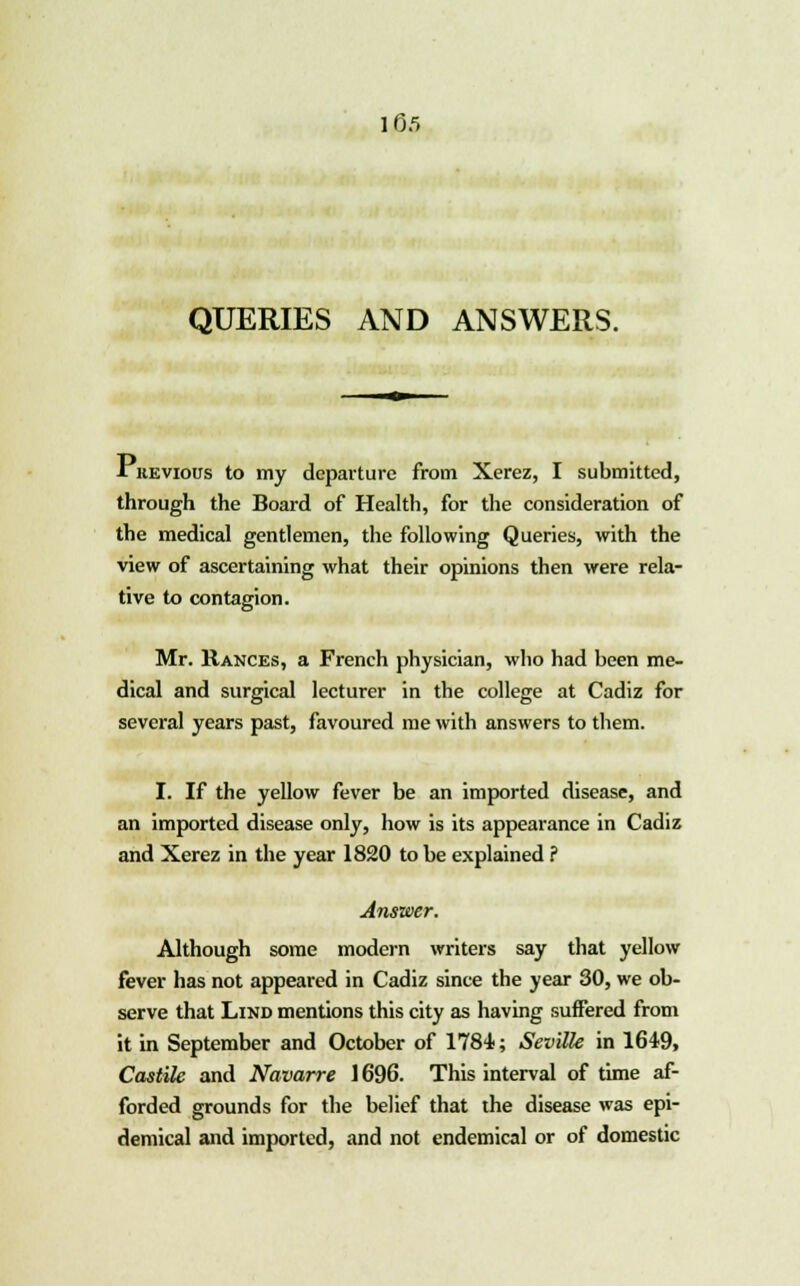 165
QUERIES AND ANSWERS.
Previous to my departure from Xerez, I submitted,
through the Board of Health, for the consideration of
the medical gentlemen, the following Queries, with the
view of ascertaining what their opinions then were rela-
tive to contagion.
Mr. Rances, a French physician, who had been me-
dical and surgical lecturer in the college at Cadiz for
several years past, favoured me with answers to them.
I. If the yellow fever be an imported disease, and
an imported disease only, how is its appearance in Cadiz
and Xerez in the year 1820 to be explained?
Answer.
Although some modern writers say that yellow
fever has not appeared in Cadiz since the year 30, we ob-
serve that Lind mentions this city as having suffered from
it in September and October of 1784; Seville in 1649,
Castile and Navarre 1696. This interval of time af-
forded grounds for the belief that the disease was epi-
demical and imported, and not endemical or of domestic